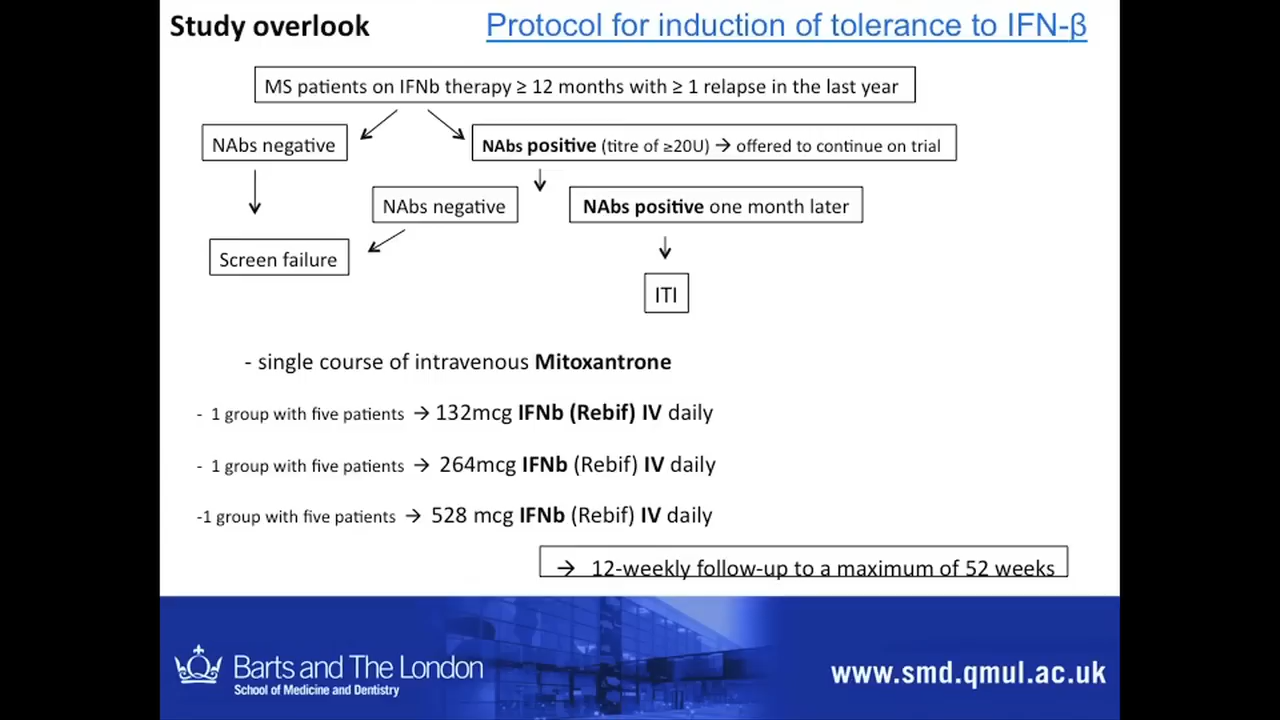 Study overlook
Protocol for induction of tolerance to IFN-β
MS patients on IFNb therapy ≥ 12 months with ≥ 1 relapse in the last year
NAbs negative
NAbs positive (titre of ≥20U) → offered to continue on trial
NAbs negative
NAbs positive one month later
Screen failure
ITI
- single course of intravenous Mitoxantrone
- 1 group with five patients → 132mcg IFNb (Rebif) IV daily
- 1 group with five patients → 264mcg IFNb (Rebif) IV daily
-1 group with five patients → 528 mcg IFNb (Rebif) IV daily
→ 12-weekly follow-up to a maximum of 52 weeks
Barts and The London
School of Medicine and Dentistry
www.smd.qmul.ac.uk